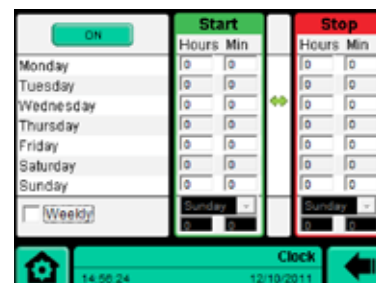 ON
Start
Stop
Hours Min
Hours Min
Monday 0 0 0 0
Tuesday 0 0 0 0
Wednesday 0 0 0 0
Thursday 0 0 0 0
Friday 0 0 0 0
Saturday 0 0 0 0
Sunday 0 0 0 0
Weekly
Sunday
Sunday
0 0 0 0
Clock
14:56:24 12/10/2011